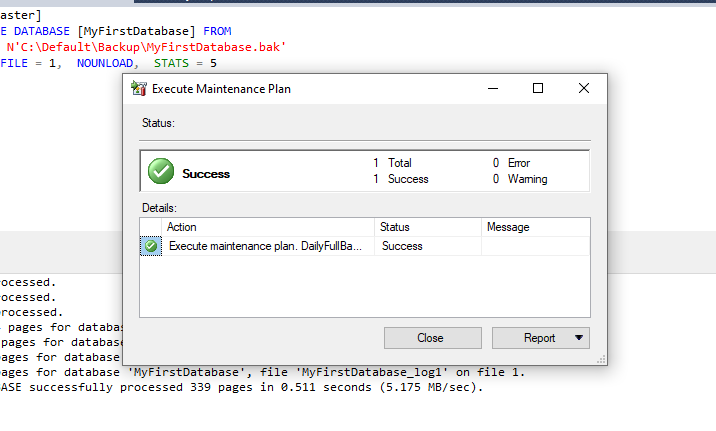 aster]
E DATABASE [MyFirstDatabase] FROM
N'C:\Default\Backup\MyFirstDatabase.bak'
FILE = 1, NOUNLOAD, STATS = 5
Execute Maintenance Plan
Status:
Success
1 Total 0 Error
1 Success 0 Warning
Details:
Action Status Message
Execute maintenance plan. DailyFullBa... Success
Close Report
ocessed.
ocessed.
rocessed.
pages for databas
pages for database
ages for database
ages for database 'MyFirstDatabase', file 'MyFirstDatabase_log1' on file 1.
BASE successfully processed 339 pages in 0.511 seconds (5.175 MB/sec).